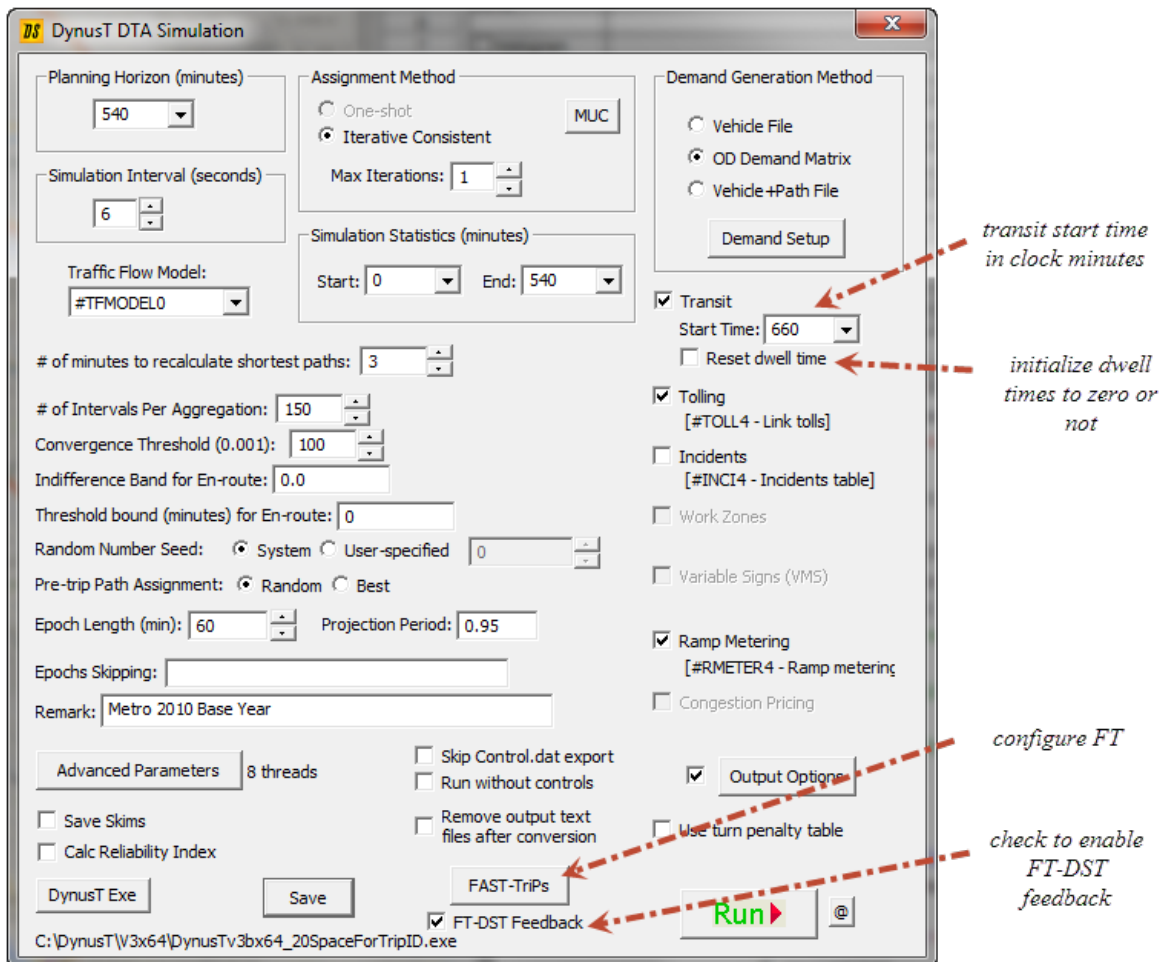 DS DynusT DTA Simulation
Planning Horizon (minutes)
540
Simulation Interval (seconds)
6
Traffic Flow Model:
#TFMODEL0
Assignment Method
One-shot
Iterative Consistent
MUC
Max Iterations: 1
Simulation Statistics (minutes)
Start: 0 End: 540
Demand Generation Method
Vehicle File
OD Demand Matrix
Vehicle+Path File
Demand Setup
# of minutes to recalculate shortest paths: 3
# of Intervals Per Aggregation: 150
Convergence Threshold (0.001): 100
Indifference Band for En-route: 0.0
Threshold bound (minutes) for En-route: 0
Random Number Seed: System User-specified 0
Pre-trip Path Assignment: Random Best
Epoch Length (min): 60 Projection Period: 0.95
Epochs Skipping:
Remark: Metro 2010 Base Year
Transit
Start Time: 660
Reset dwell time
Tolling
[#TOLL4 - Link tolls]
Incidents
[#INCI4 - Incidents table]
Work Zones
Variable Signs (VMS)
Ramp Metering
[#RMETER4 - Ramp metering
Congestion Pricing
Advanced Parameters 8 threads
Save Skims
Calc Reliability Index
DynusT Exe
Save
Skip Control.dat export
Run without controls
Remove output text
files after conversion
FAST-TriPs
FT-DST Feedback
Output Options
Use turn penalty table
Run
@
C:\DynusT\V3x64\DynusTv3bx64_20SpaceForTripID.exe
transit start time
in clock minutes
initialize dwell
times to zero or
not
configure FT
check to enable
FT-DST
feedback